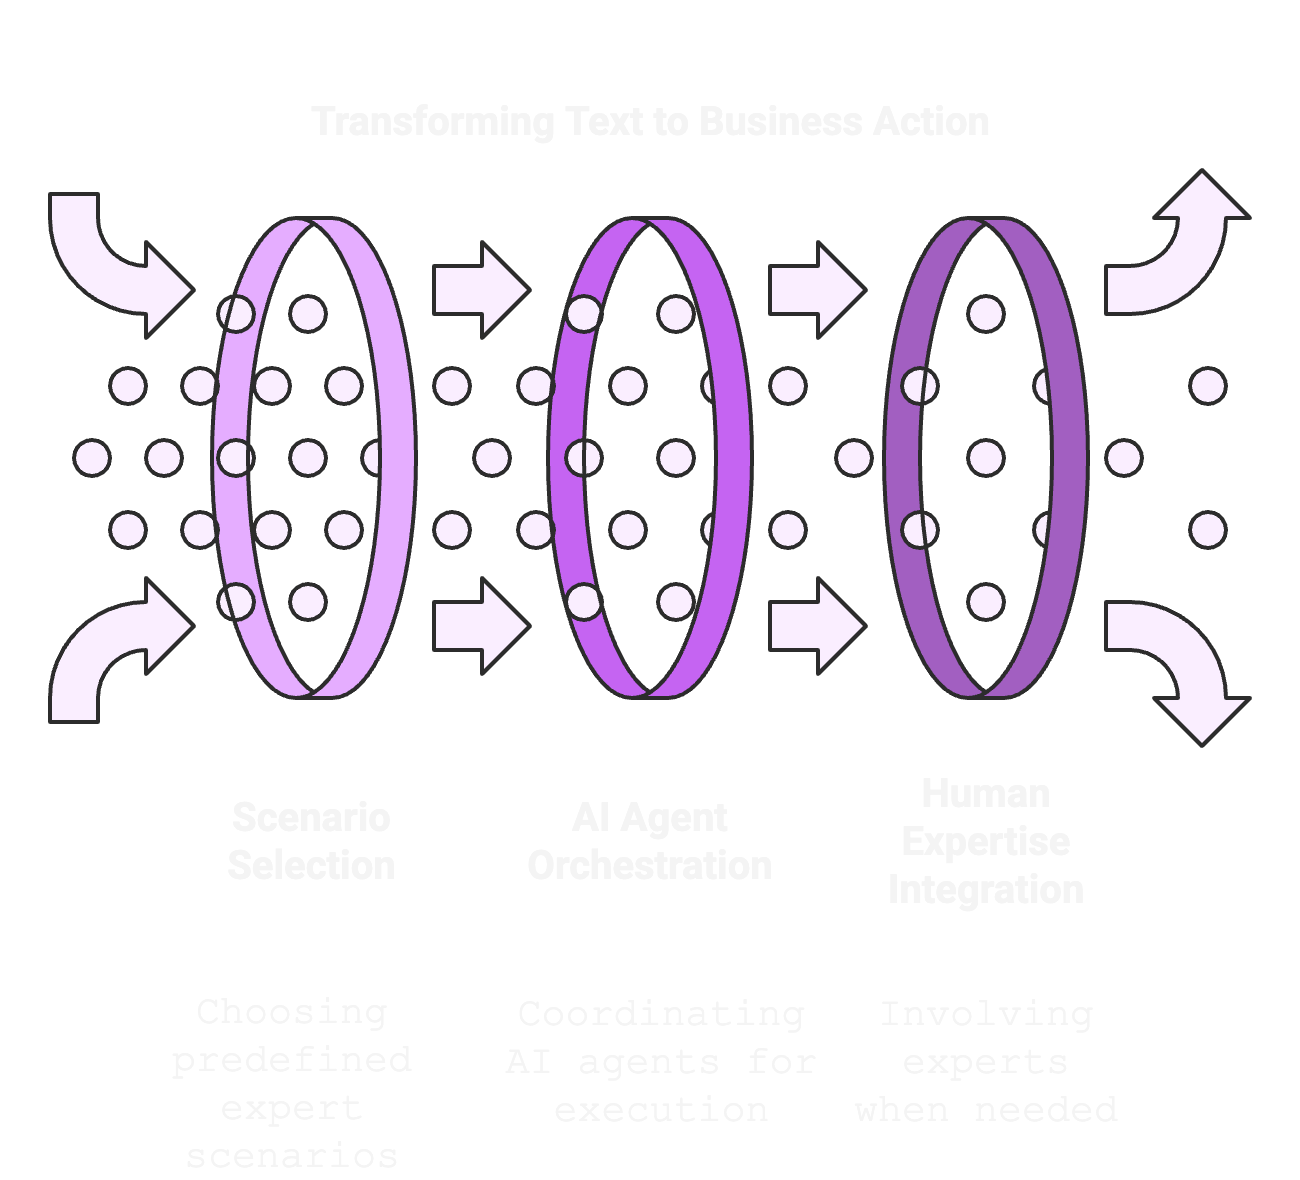 Transforming Text to Business Action
Scenario
Selection
AI Agent
Orchestration
Human
Expertise
Integration
Choosing
predefined
expert
scenarios
Coordinating
AI agents for
execution
Involving
experts
when needed